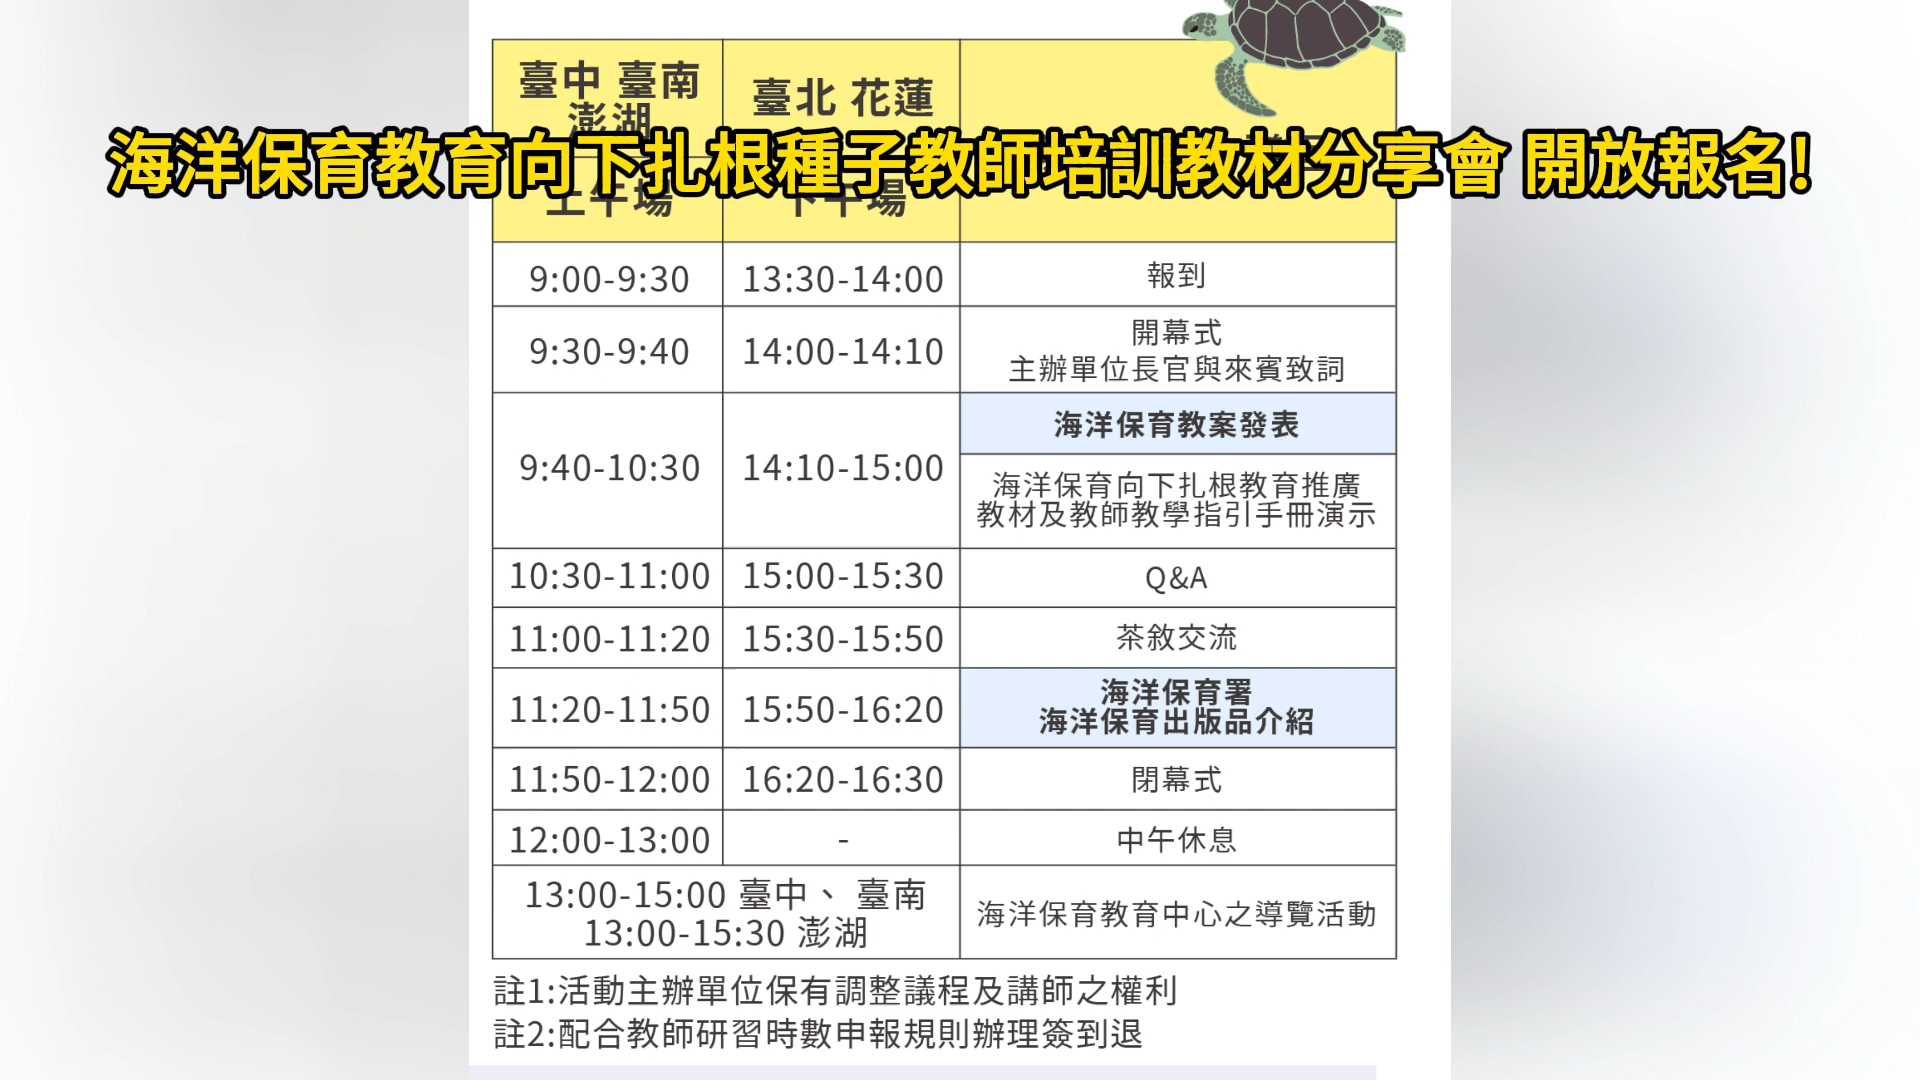 臺中 臺南
澎湖
臺北 花蓮
海洋保育教育向下扎根種子教師培訓教材分享會 開放報名!
上午場
下午場
9:00-9:30
13:30-14:00
報到
9:30-9:40
14:00-14:10
開幕式
主辦單位長官與來賓致詞
9:40-10:30
14:10-15:00
海洋保育教案發表
海洋保育向下扎根教育推廣
教材及教師教學指引手冊演示
10:30-11:00
15:00-15:30
Q&A
11:00-11:20
15:30-15:50
茶敘交流
11:20-11:50
15:50-16:20
海洋保育署
海洋保育出版品介紹
11:50-12:00
16:20-16:30
閉幕式
12:00-13:00
-
中午休息
13:00-15:00 臺中、 臺南
13:00-15:30 澎湖
海洋保育教育中心之導覽活動
註1:活動主辦單位保有調整議程及講師之權利
註2:配合教師研習時數申報規則辦理簽到退